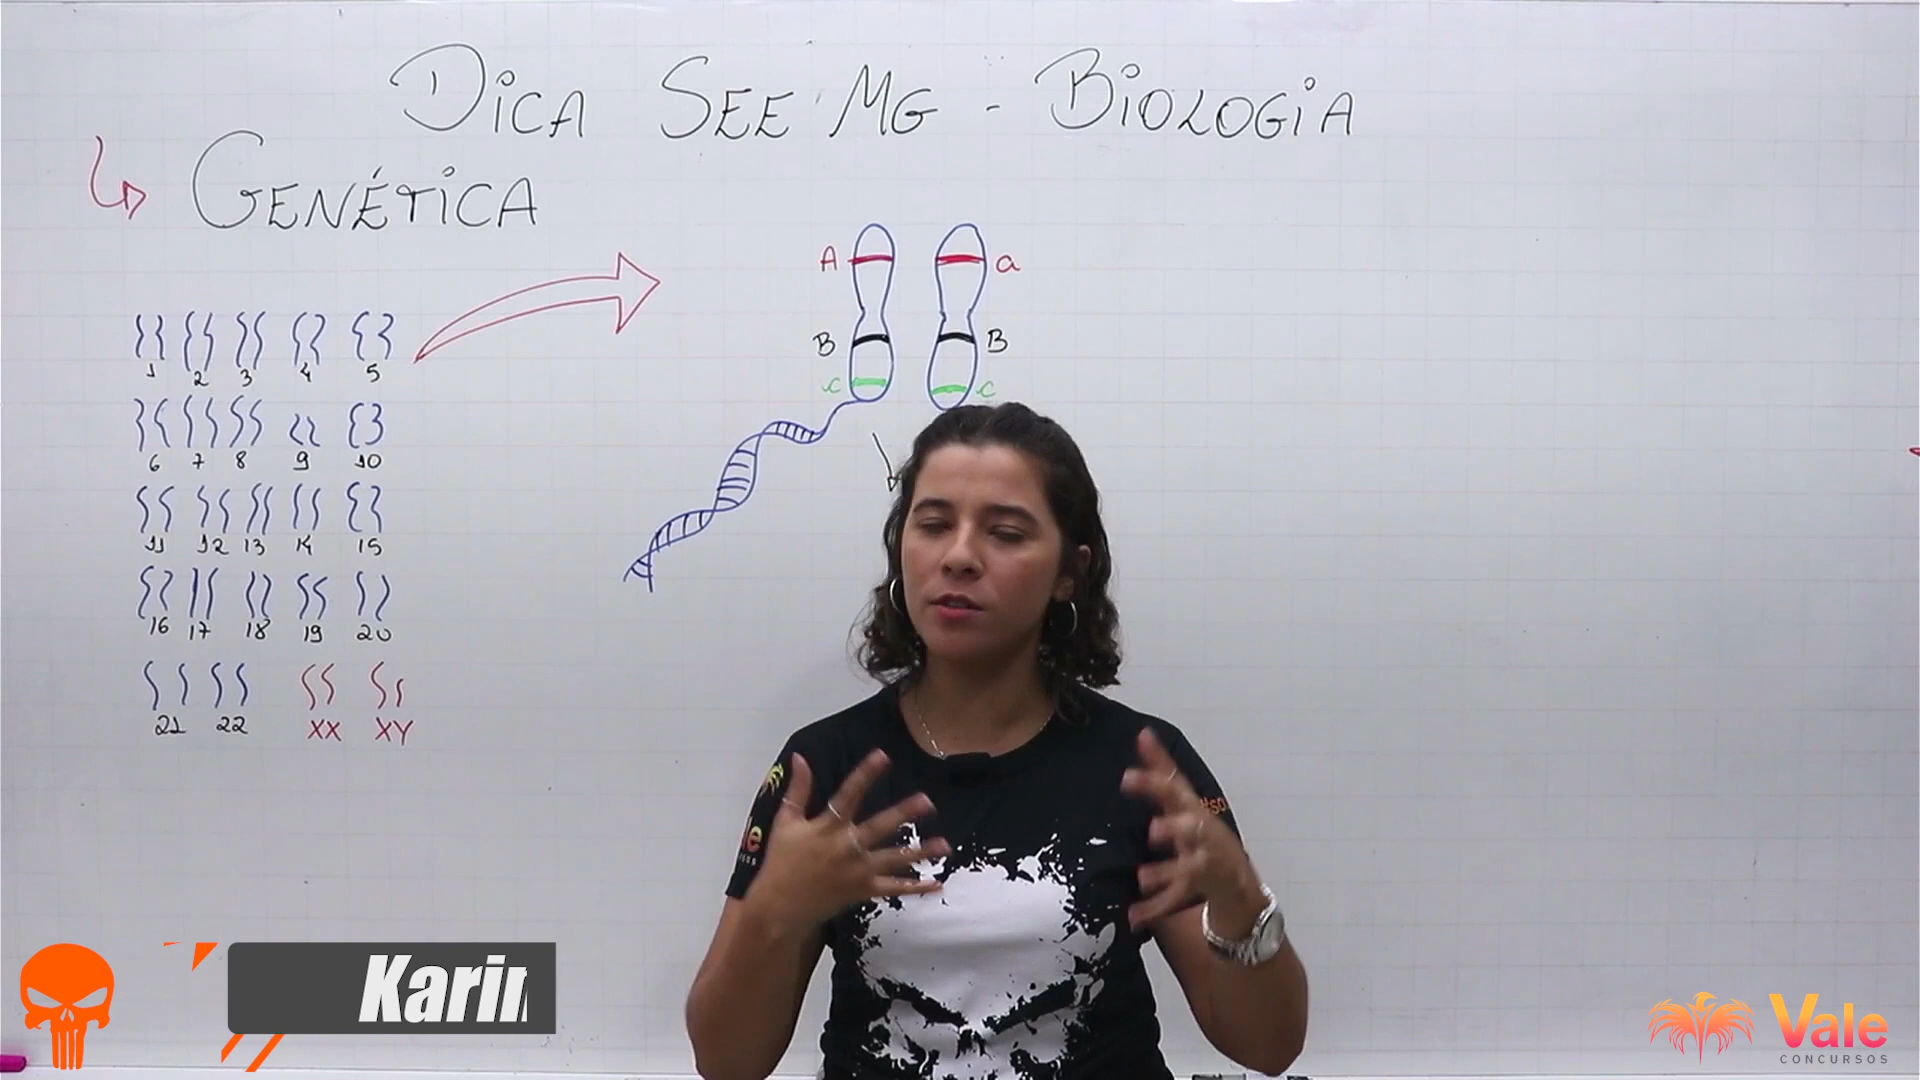 DICA SEE MG - BIOLOGIA
GENÉTICA
A a
B B
c c
1 2 3 4 5
6 7 8 9 10
11 12 13 14 15
16 17 18 19 20
21 22 XX XY
Karin
Vale
CONCURSOS